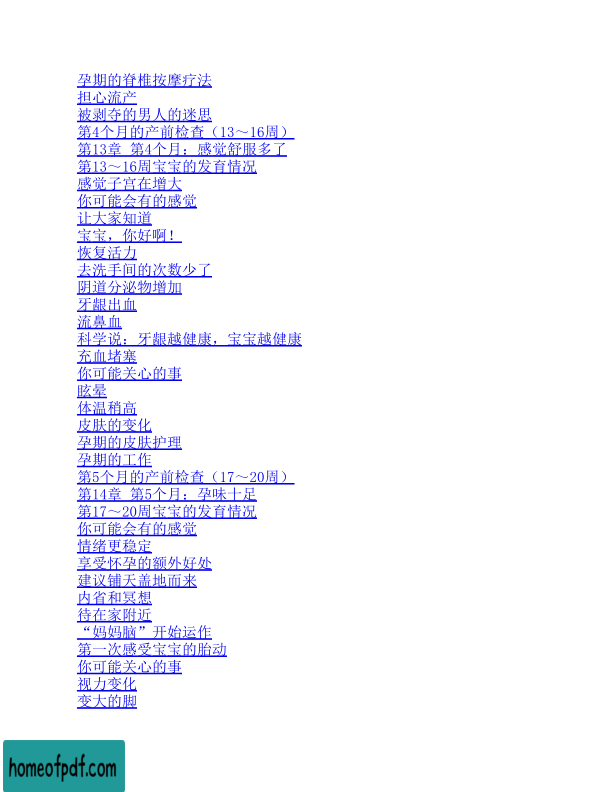 孕期的脊椎按摩疗法
担心流产
被剥夺的男人的迷思
第4个月的产前检查（13～16周）
第13章 第4个月：感觉舒服多了
第13～16周宝宝的发育情况
感觉子宫在增大
你可能会有的感觉
让大家知道
宝宝，你好啊！
恢复活力
去洗手间的次数少了
阴道分泌物增加
牙龈出血
流鼻血
科学说：牙龈越健康，宝宝越健康
充血堵塞
你可能关心的事
眩晕
体温稍高
皮肤的变化
孕期的皮肤护理
孕期的工作
第5个月的产前检查（17～20周）
第14章 第5个月：孕味十足
第17～20周宝宝的发育情况
你可能会有的感觉
情绪更稳定
享受怀孕的额外好处
建议铺天盖地而来
内省和冥想
待在家附近
“妈妈脑”开始运作
第一次感受宝宝的胎动
你可能关心的事
视力变化
变大的脚
homeofpdf.com